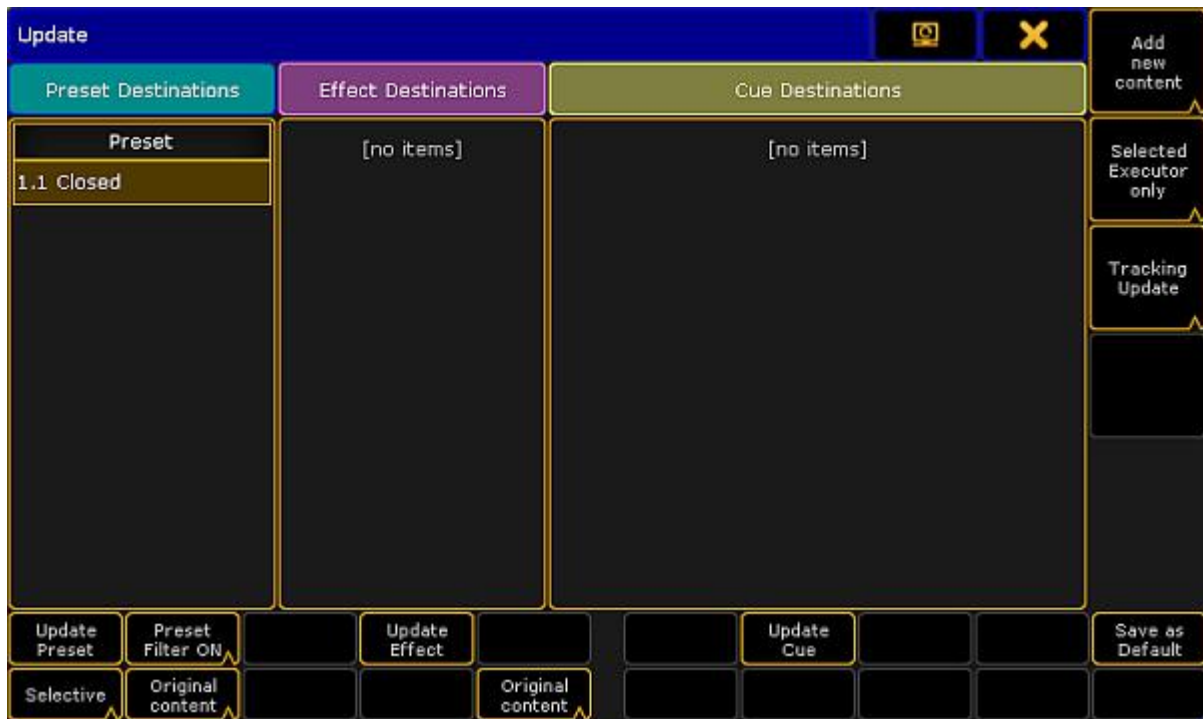 Update
Add
new
content
Preset Destinations
Effect Destinations
Cue Destinations
Preset
1.1 Closed
[no items]
[no items]
Selected
Executor
only
Tracking
Update
Update
Preset
Preset
Filter ON
Update
Effect
Update
Cue
Save as
Default
Selective
Original
content
Original
content